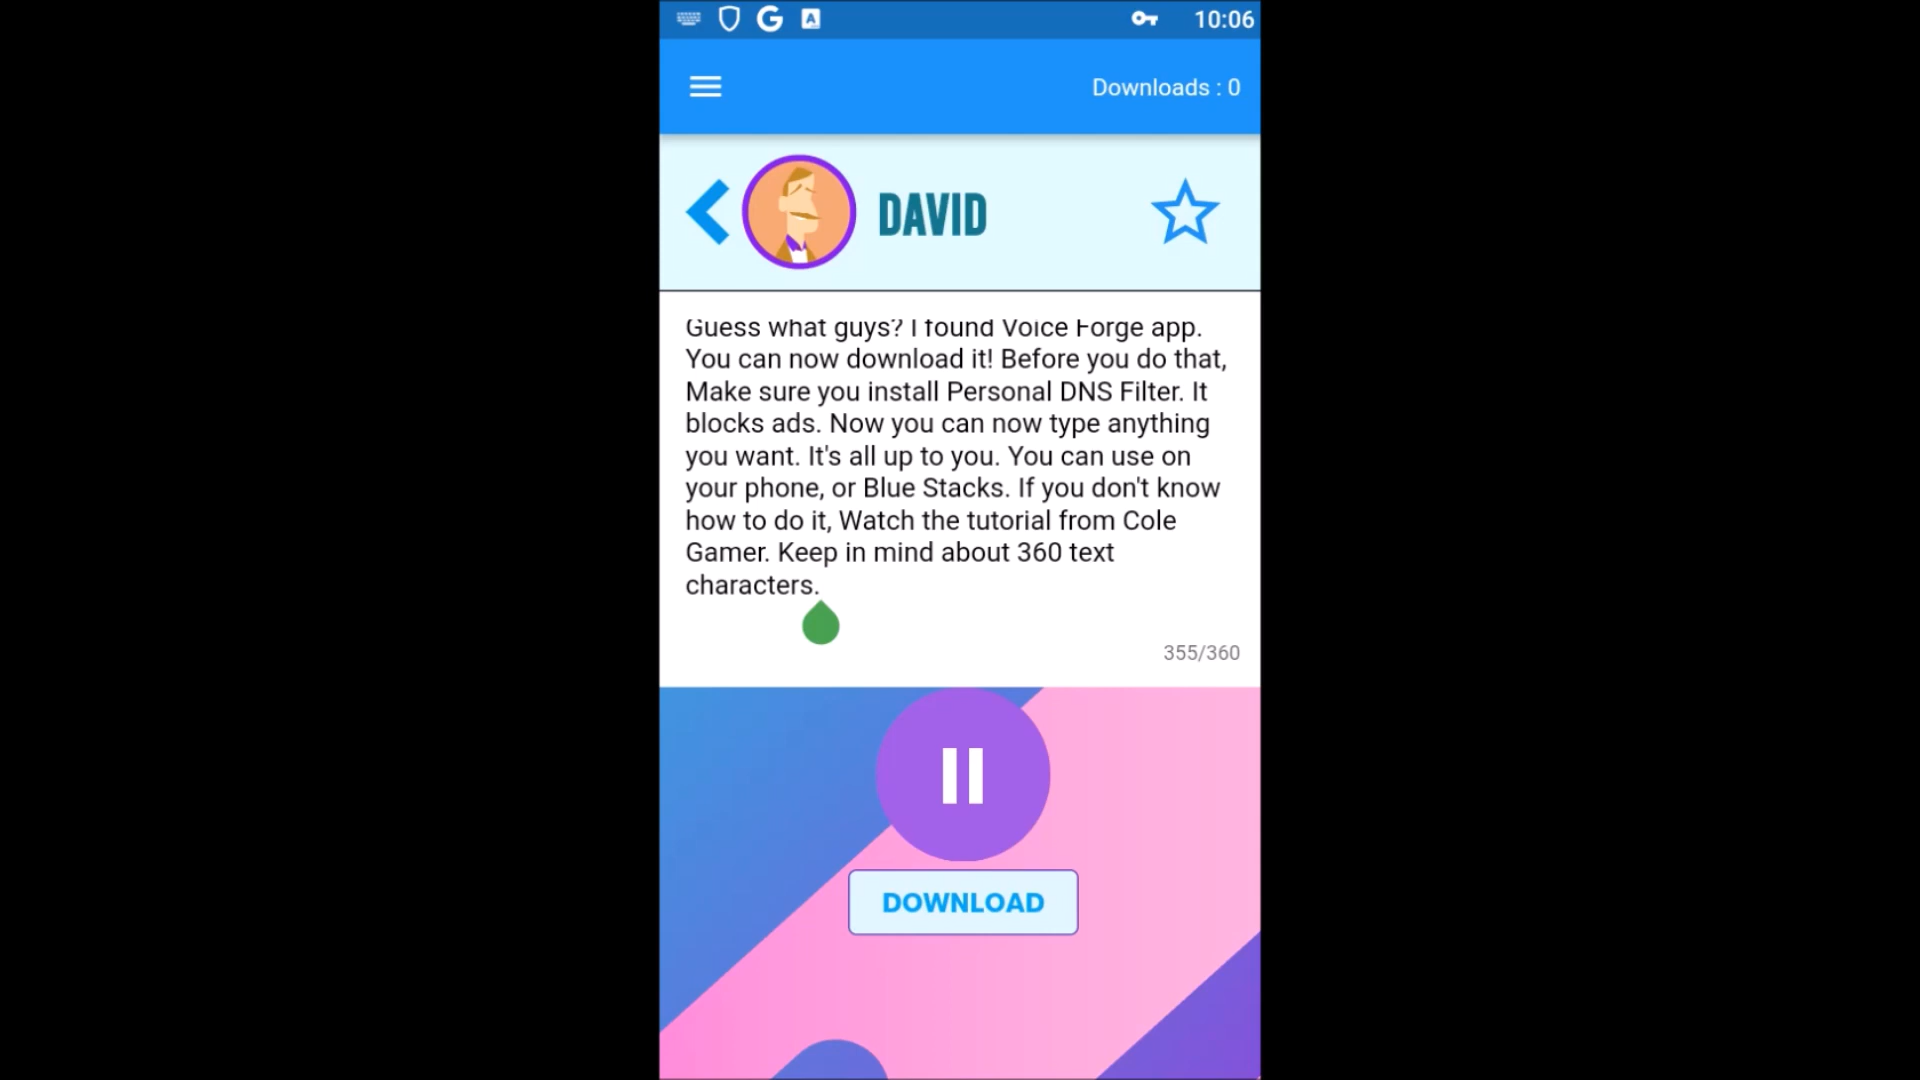 10:06
Downloads : 0
DAVID
Guess what guys? I found Voice Forge app.
You can now download it! Before you do that,
Make sure you install Personal DNS Filter. It
blocks ads. Now you can now type anything
you want. It's all up to you. You can use on
your phone, or Blue Stacks. If you don't know
how to do it, Watch the tutorial from Cole
Gamer. Keep in mind about 360 text
characters.
355/360
DOWNLOAD